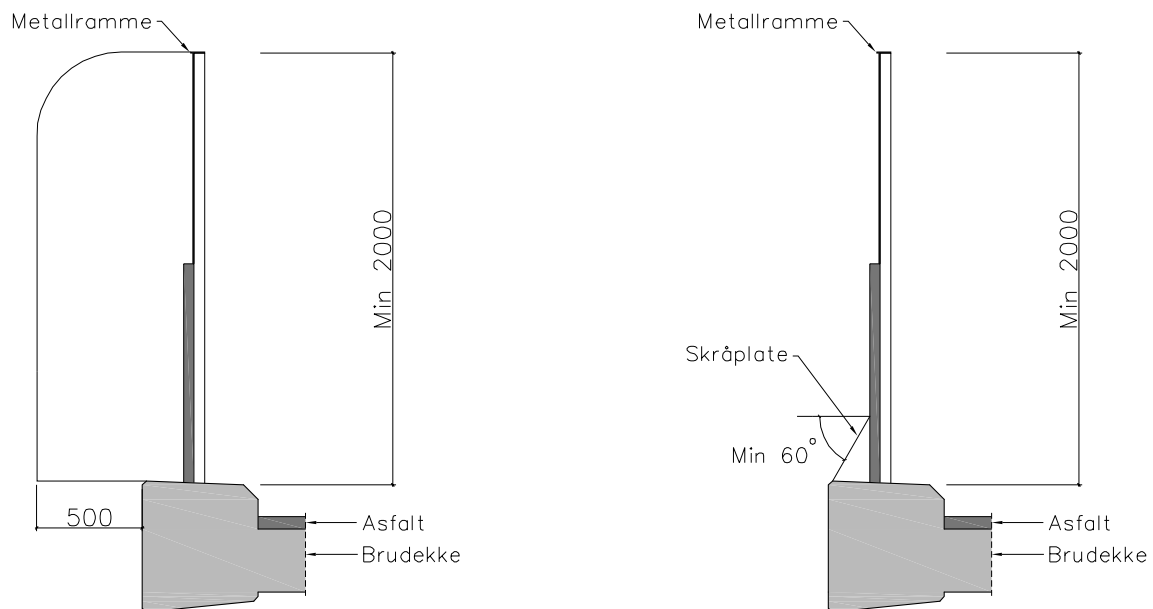 Metallramme
Min 2000
500
Asfalt
Brudekke
Metallramme
Min 2000
Skråplate
Min 60°
Asfalt
Brudekke